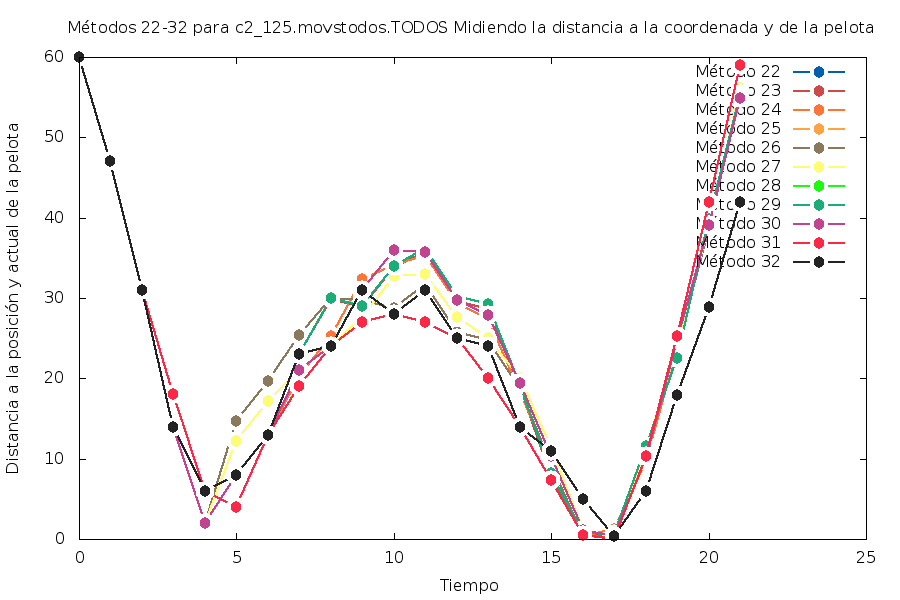 Métodos 22-32 para c2_125.movstodos.TODOS Midiendo la distancia a la coordenada y de la pelota
Distancia a la posición y actual de la pelota
60
50
40
30
20
10
0
0
5
10
15
20
25
Tiempo
Método 22
Método 23
Método 24
Método 25
Método 26
Método 27
Método 28
Método 29
Método 30
Método 31
Método 32